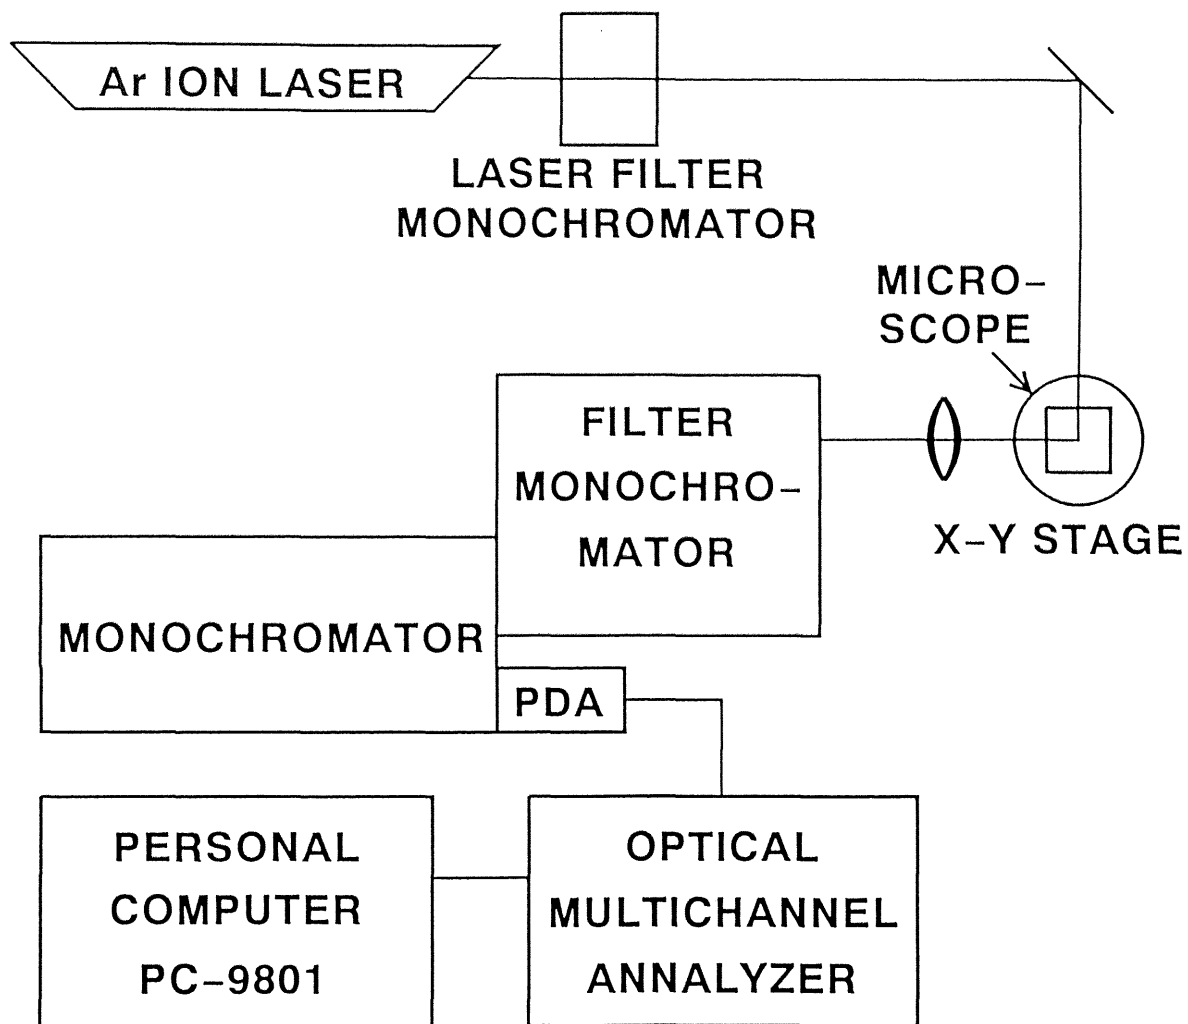 Ar ION LASER
LASER FILTER
MONOCHROMATOR
MICRO-
SCOPE
FILTER
MONOCHRO-
MATOR
X-Y STAGE
MONOCHROMATOR
PDA
PERSONAL
COMPUTER
PC-9801
OPTICAL
MULTICHANNEL
ANNALYZER